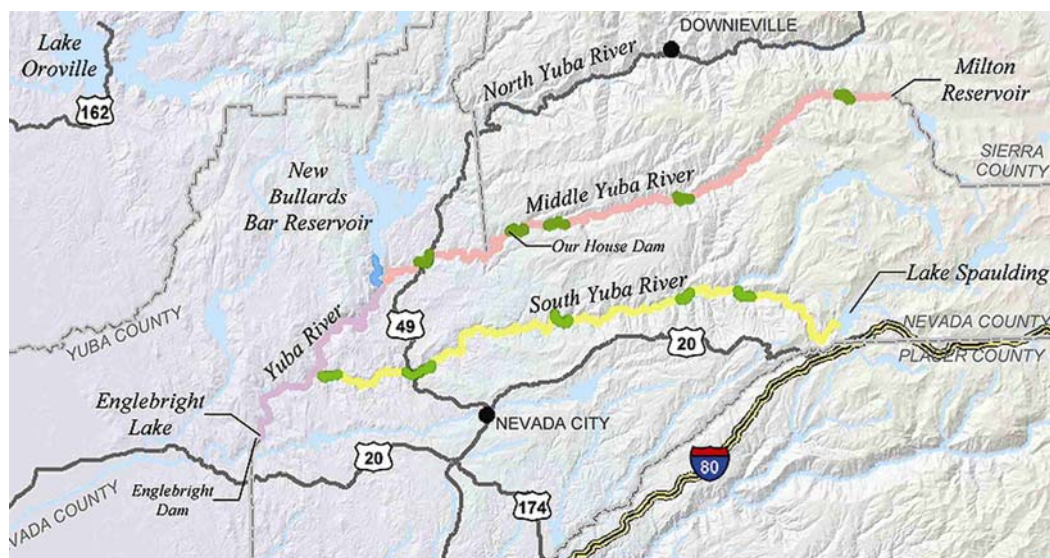 DOWNIEVILLE
Lake
Oroville
162
North Yuba River
Milton
Reservoir
SIERRA
COUNTY
New
Bullards
Bar Reservoir
Middle Yuba River
Our House Dam
Lake Spaulding
South Yuba River
49
20
NEVADA COUNTY
PLACER COUNTY
YUBA COUNTY
Yuba River
Englebright
Lake
NEVADA CITY
20
80
Englebright
Dam
174
VADA COUNTY